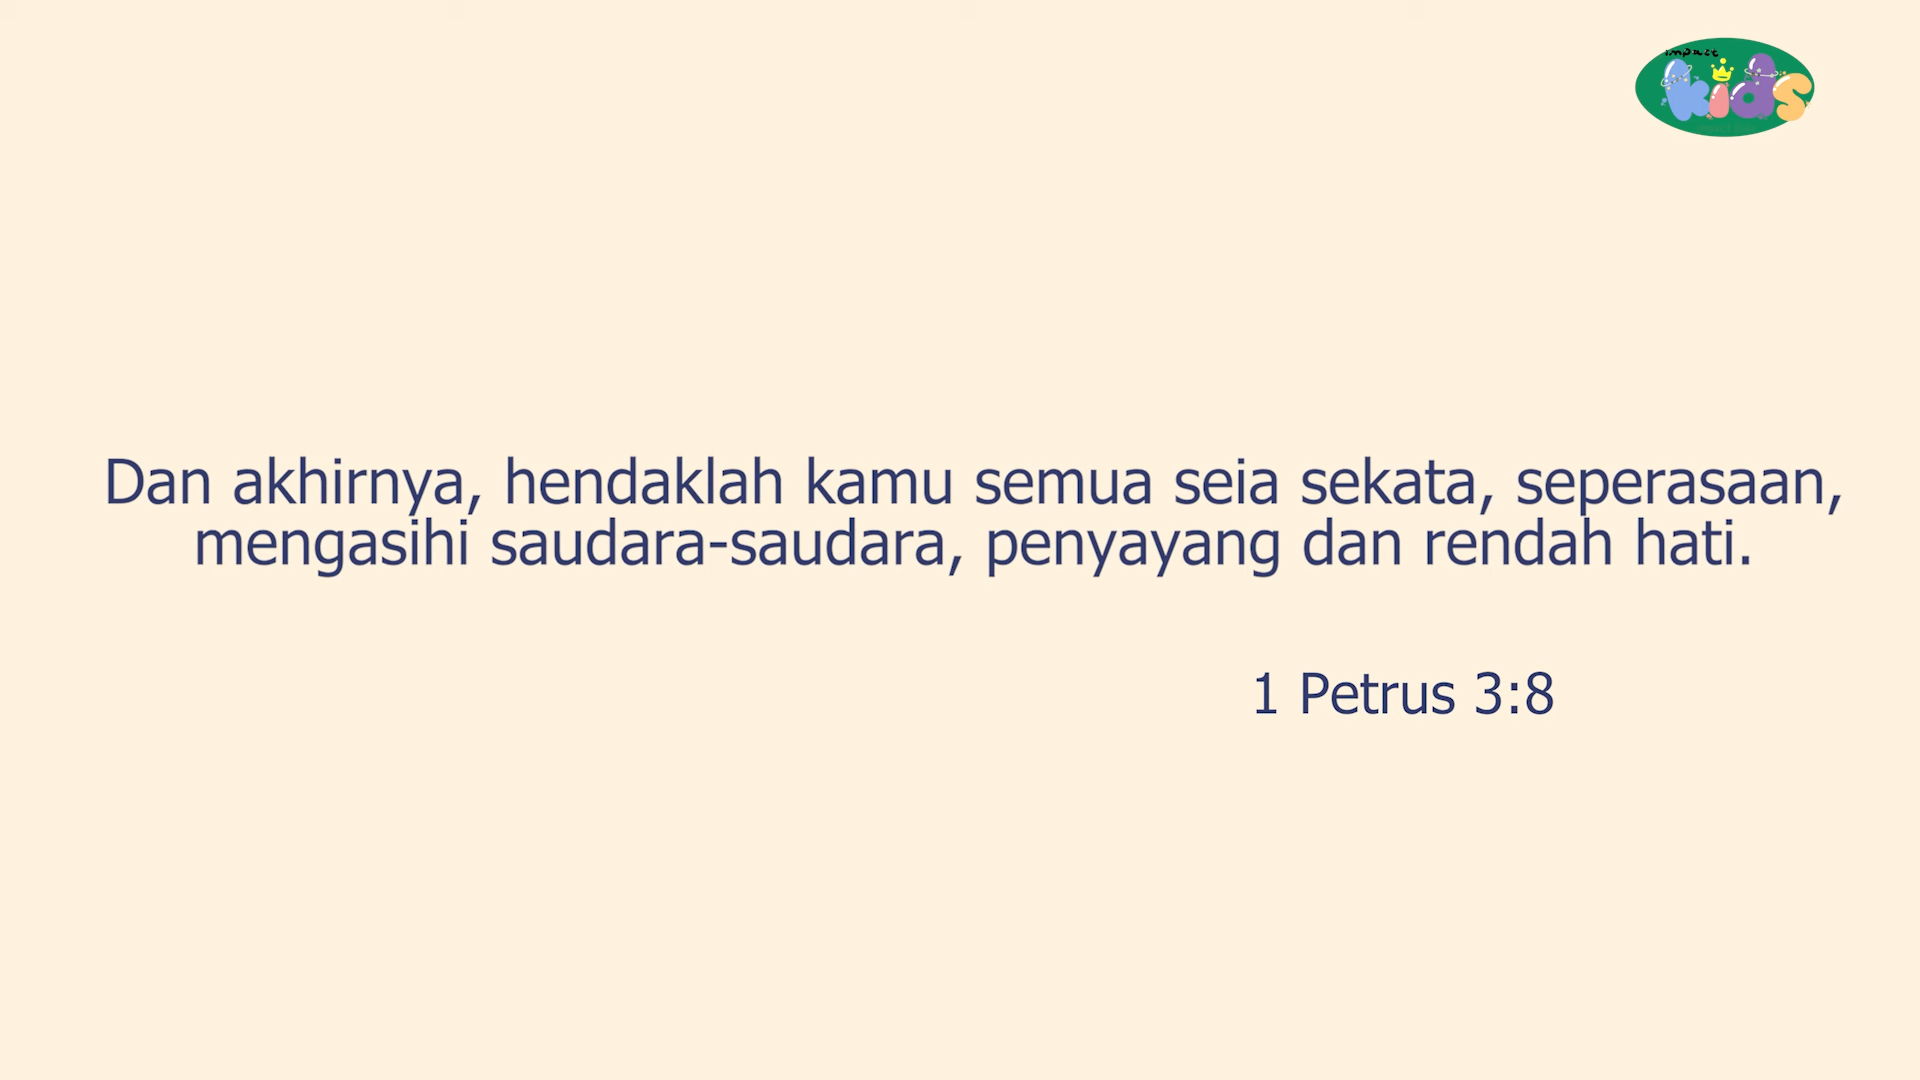 impact
kids
Dan akhirnya, hendaklah kamu semua seia sekata, seperasaan,
mengasihi saudara-saudara, penyayang dan rendah hati.
1 Petrus 3:8